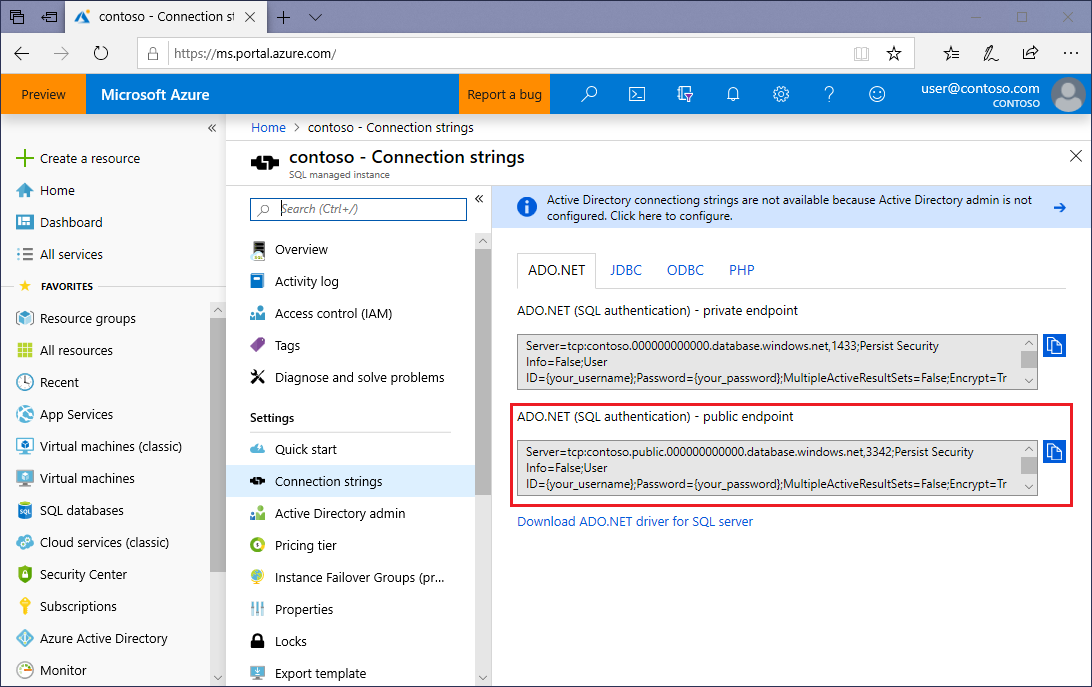 contoso - Connection st
https://ms.portal.azure.com/
Preview
Microsoft Azure
Report a bug
user@contoso.com
CONTOSO
Create a resource
Home
Dashboard
All services
FAVORITES
Resource groups
All resources
Recent
App Services
Virtual machines (classic)
Virtual machines
SQL databases
Cloud services (classic)
Security Center
Subscriptions
Azure Active Directory
Monitor
Home > contoso - Connection strings
contoso - Connection strings
SQL managed instance
Search (Ctrl+/)
Overview
Activity log
Access control (IAM)
Tags
Diagnose and solve problems
Settings
Quick start
Connection strings
Active Directory admin
Pricing tier
Instance Failover Groups (pr...
Properties
Locks
Export template
Active Directory connectiong strings are not available because Active Directory admin is not
configured. Click here to configure.
ADO.NET JDBC ODBC PHP
ADO.NET (SQL authentication) - private endpoint
Server=tcp:contoso.000000000000.database.windows.net,1433;Persist Security
Info=False;User
ID={your_username};Password={your_password};MultipleActiveResultSets=False;Encrypt=Tr
ADO.NET (SQL authentication) - public endpoint
Server=tcp:contoso.public.000000000000.database.windows.net,3342;Persist Security
Info=False;User
ID={your_username};Password={your_password};MultipleActiveResultSets=False;Encrypt=Tr
Download ADO.NET driver for SQL server